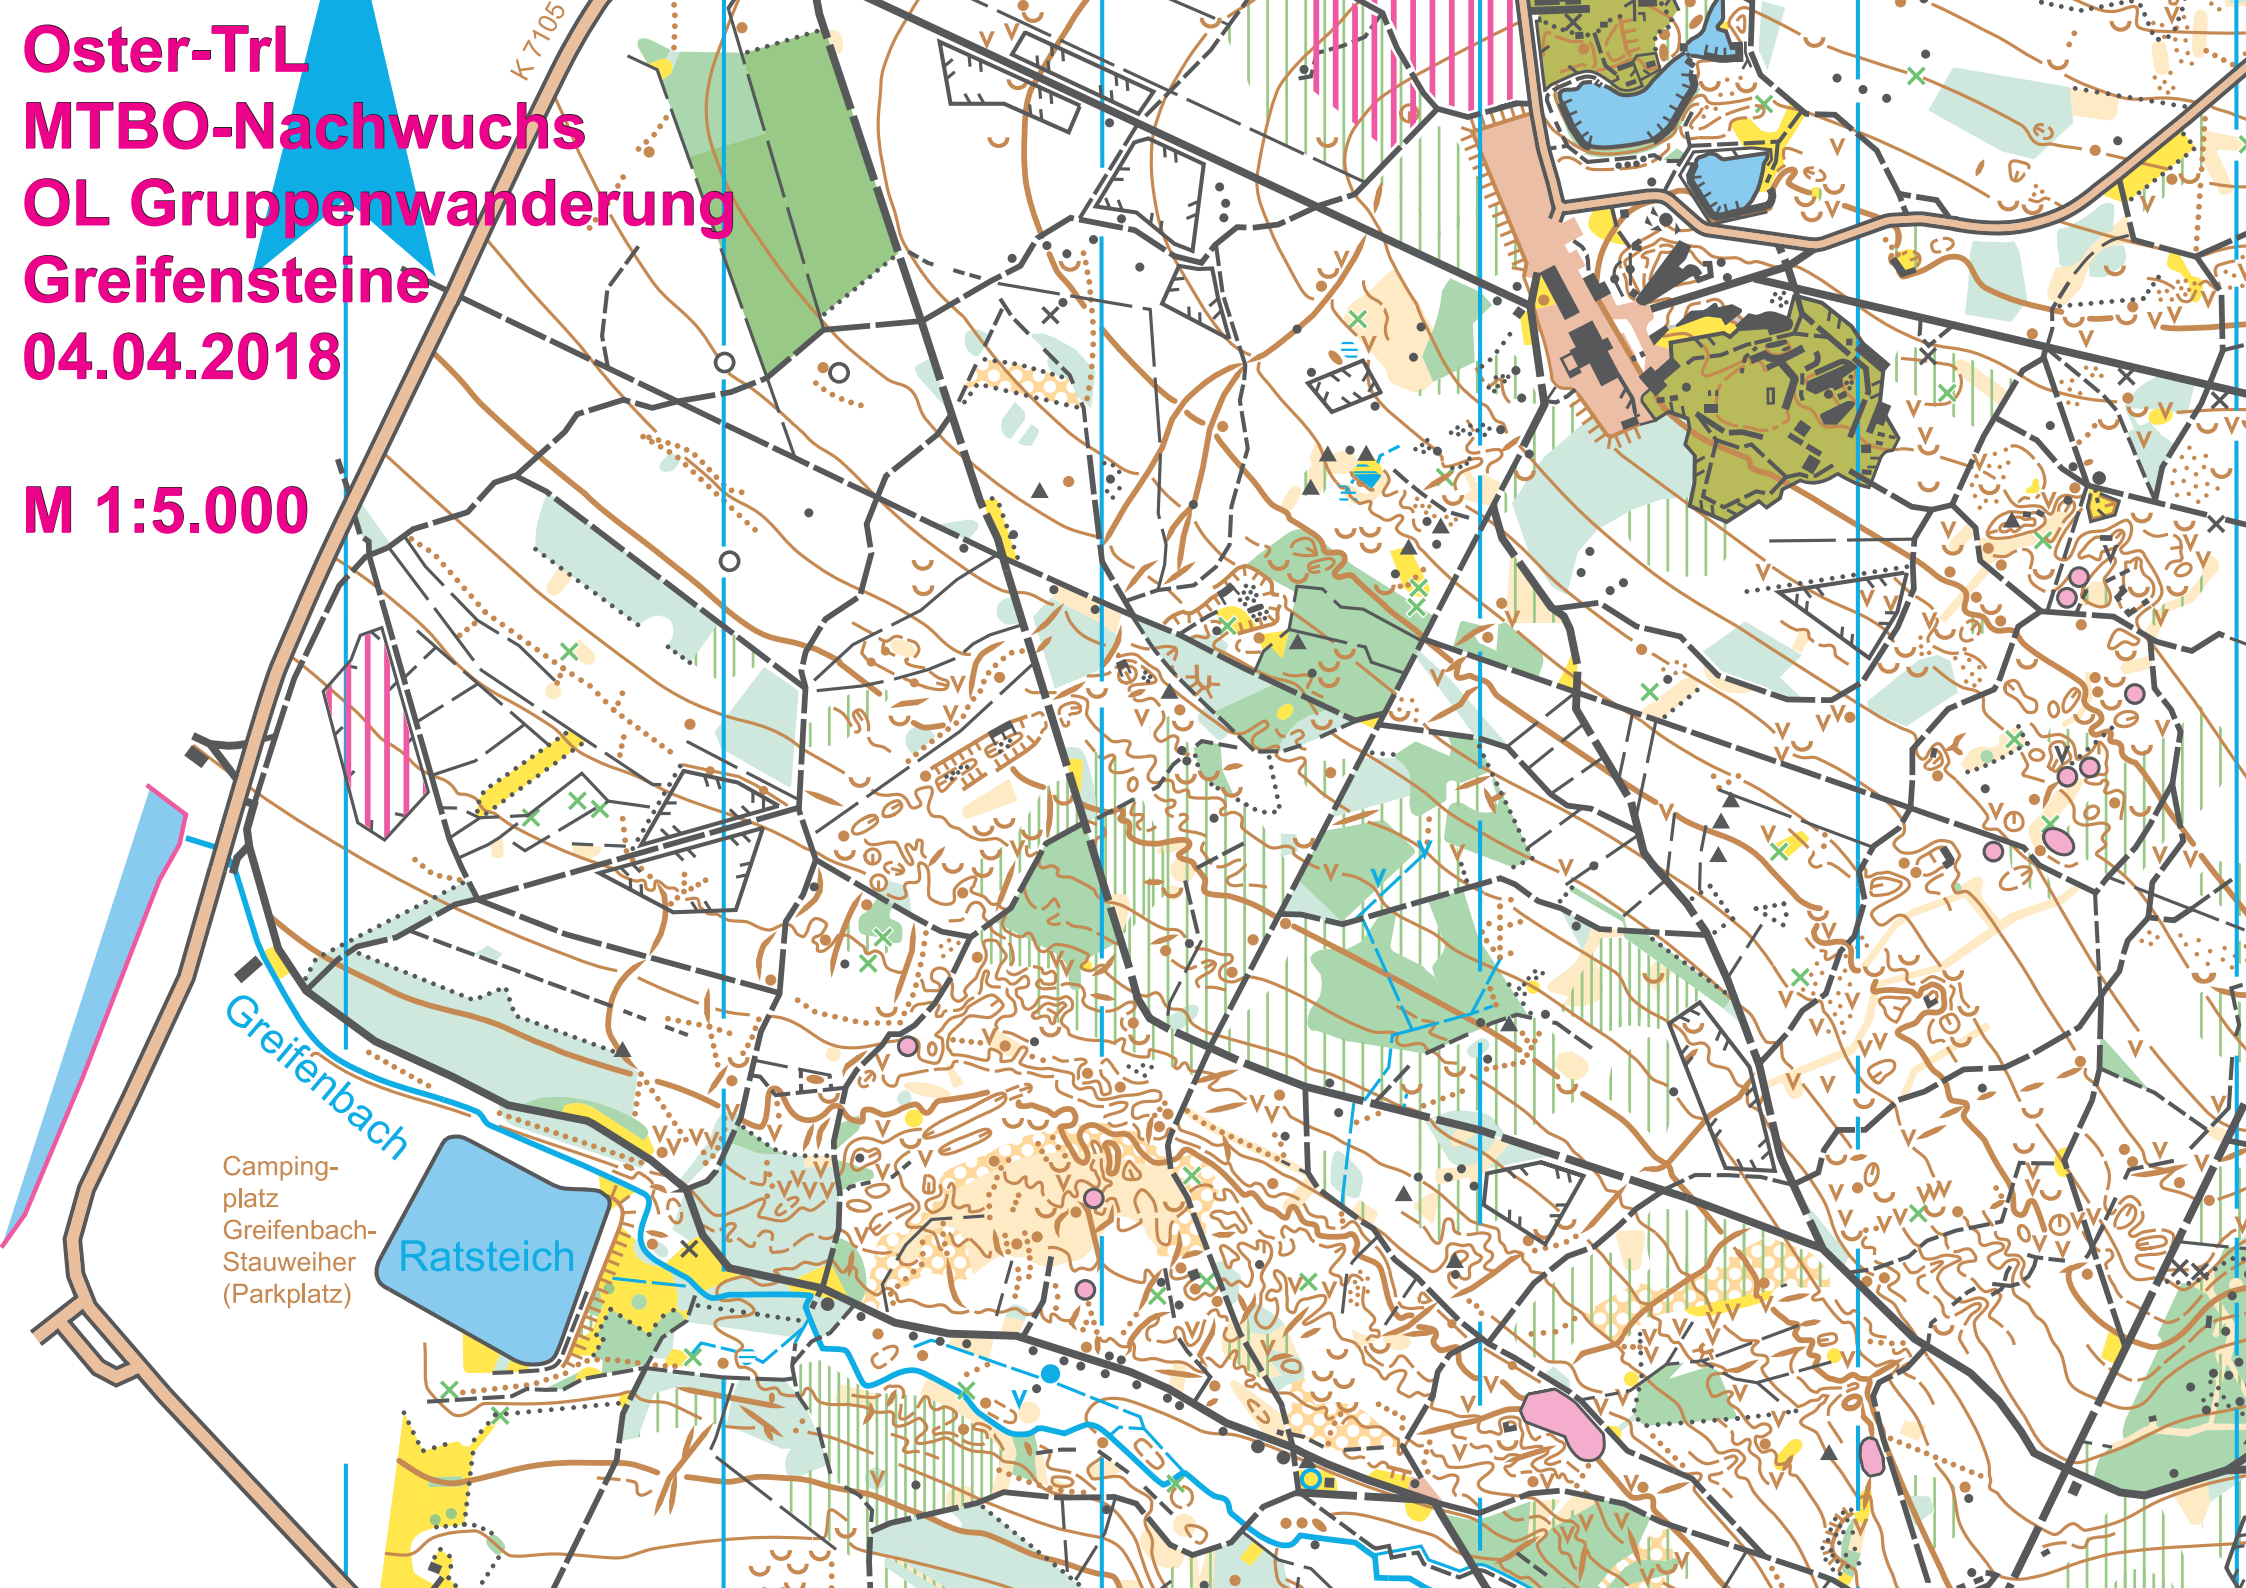 Oster-TrL
MTBO-Nachwuchs
OL Gruppenwanderung
Greifensteine
04.04.2018
M 1:5.000
K 7105
Greifenbach
Camping-
platz
Greifenbach-
Stauweiher
(Parkplatz)
Ratsteich